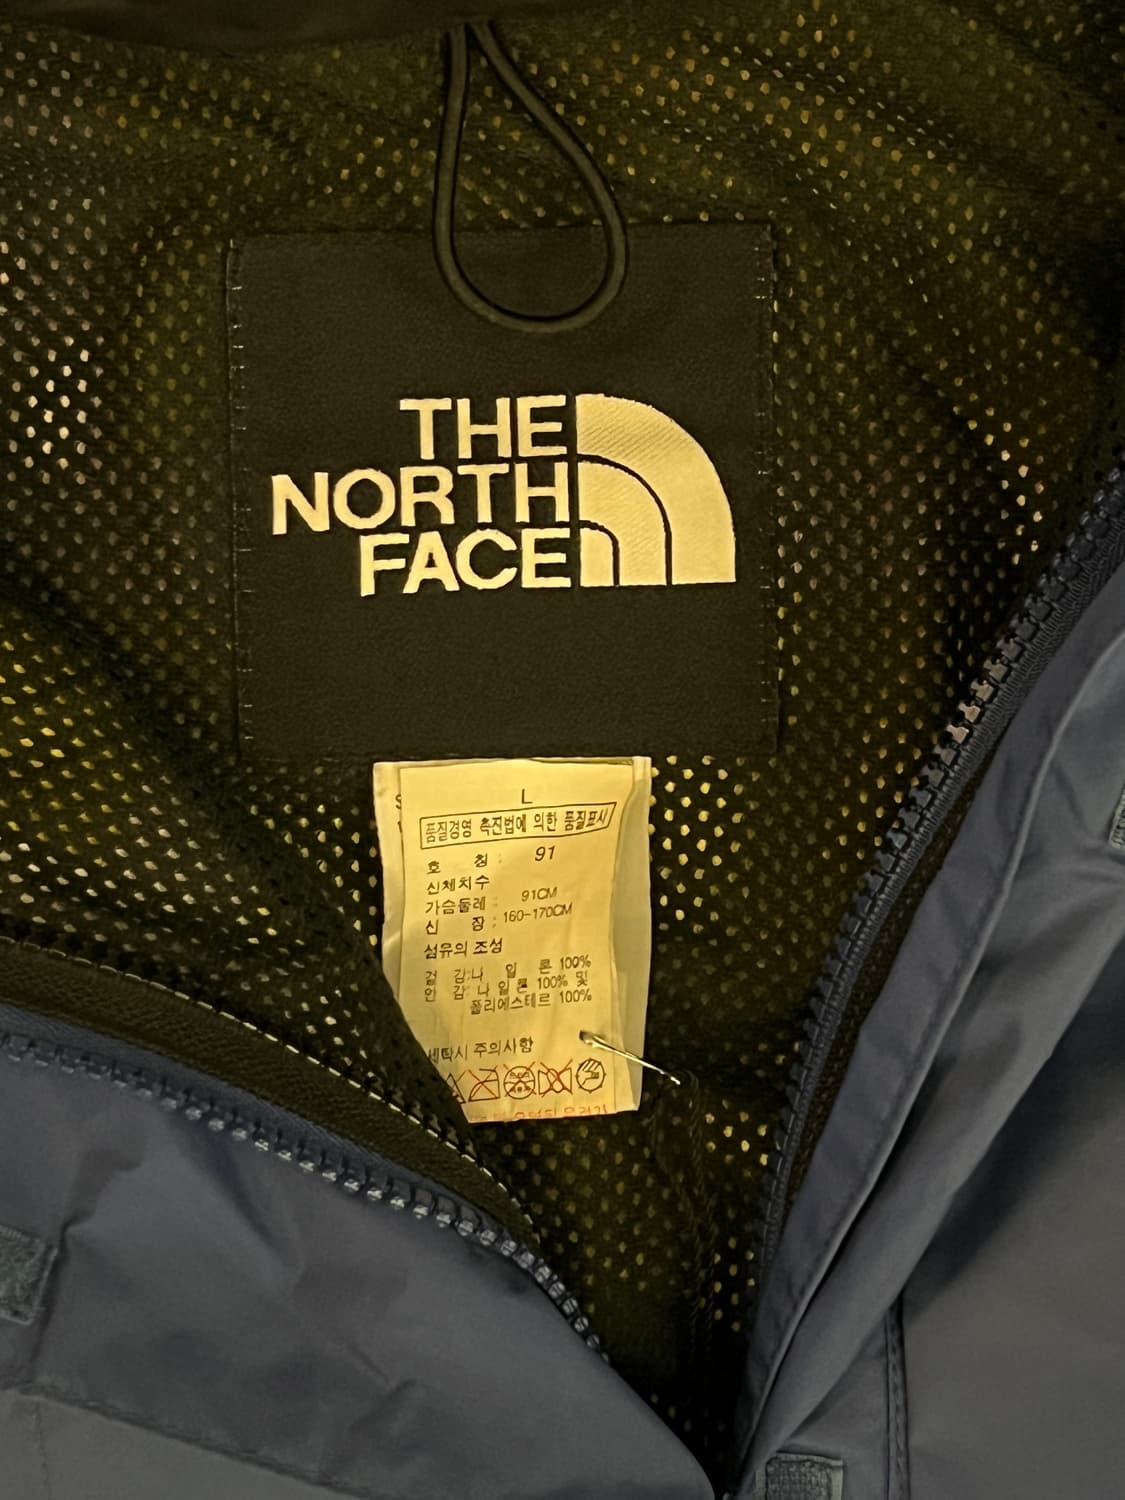 THE
NORTH
FACE
L
품질경영 촉진법에 의한 품질표시
호 칭 : 91
신체치수
가슴둘레 : 91CM
신 장 : 160-170CM
섬유의 조성
겉 감:나 일 론 100%
안 감:나 일 론 100% 및
폴리에스테르 100%
세탁시 주의사항